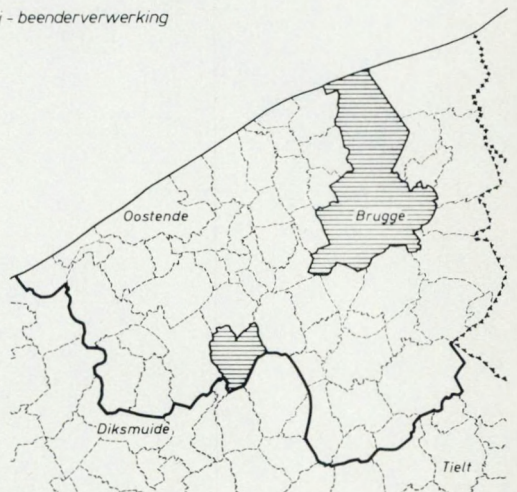 i - beenderverwerking
Oostende
Brugge
Diksmuide
Tielt